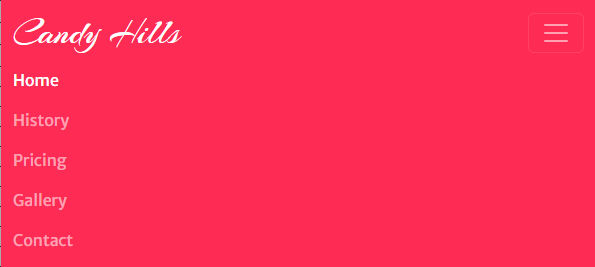 Candy Hills
Home
History
Pricing
Gallery
Contact